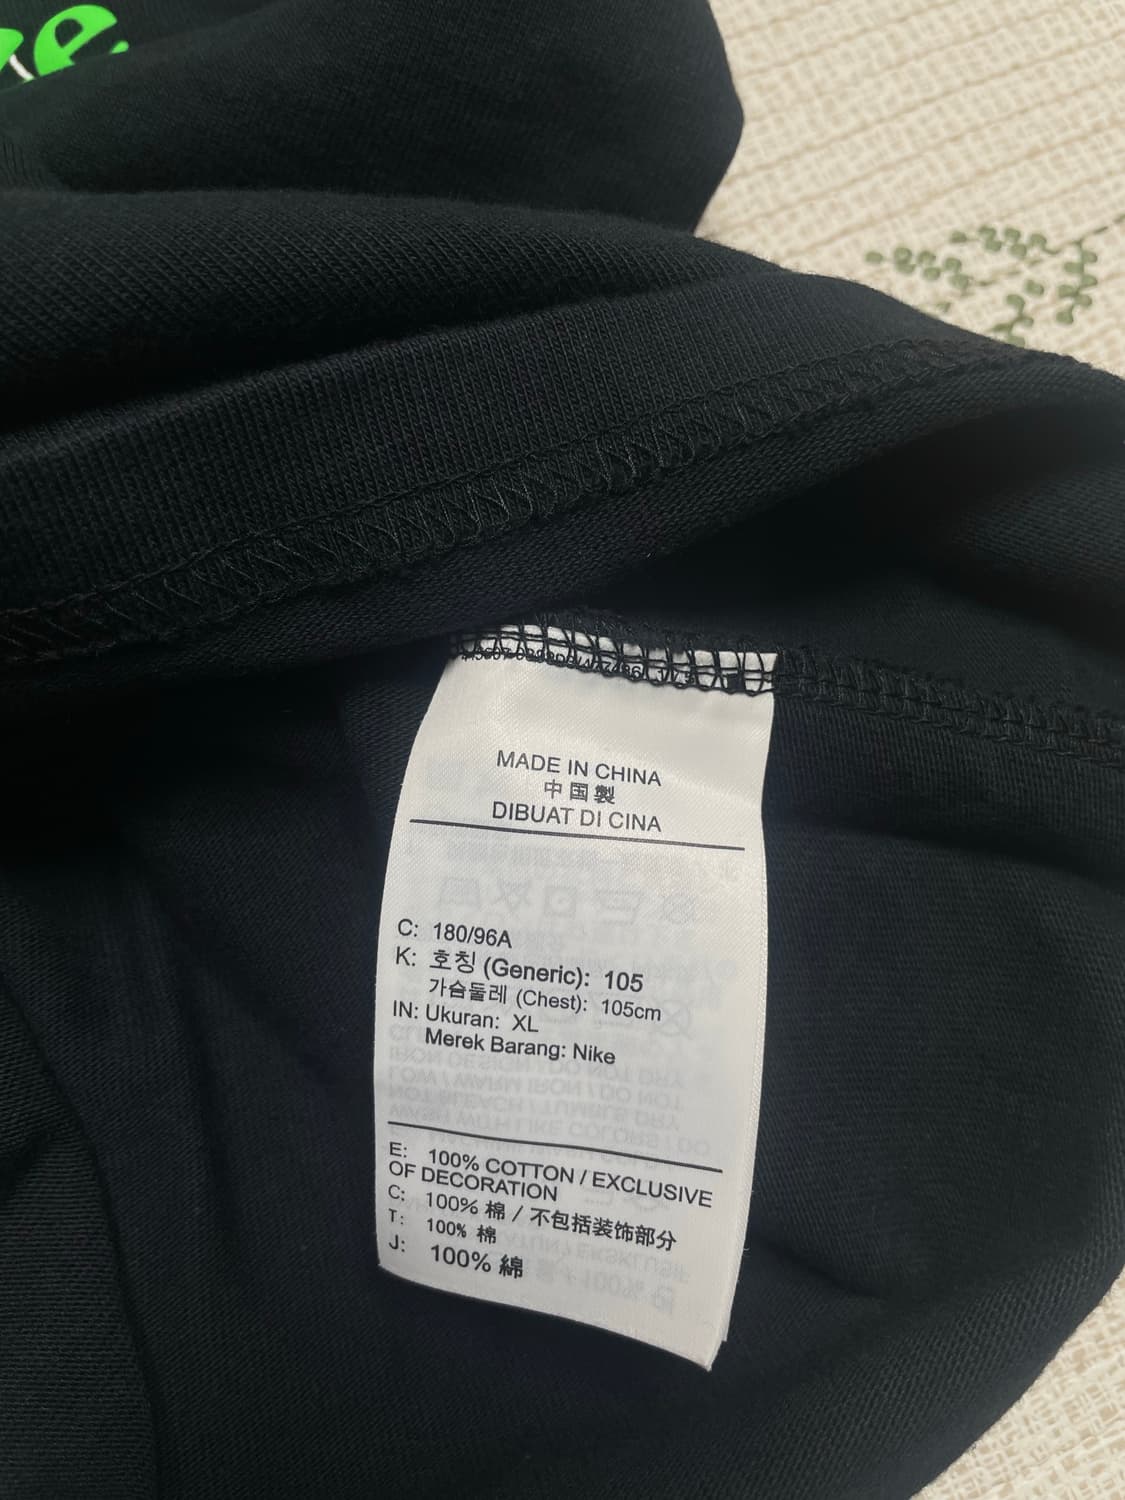 MADE IN CHINA
中国製
DIBUAT DI CINA
C: 180/96A
K: 호칭 (Generic): 105
가슴둘레 (Chest): 105cm
IN: Ukuran: XL
Merek Barang: Nike
E: 100% COTTON / EXCLUSIVE
OF DECORATION
C: 100% 棉 / 不包括装饰部分
T: 100% 棉
J: 100% 綿